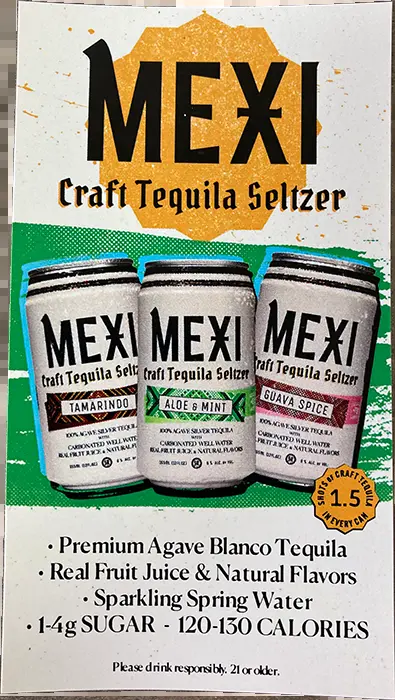 MEXI
Craft Tequila Seltzer
MEXI
Craft Tequila Seltzer
TAMARINDO
100% AGAVE SILVER TEQUILA
WITH
CARBONATED WELL WATER
REAL FRUIT JUICE & NATURAL FLAVORS
MEXI
Craft Tequila Seltzer
ALOE & MINT
100% AGAVE SILVER TEQUILA
WITH
CARBONATED WELL WATER
REAL FRUIT JUICE & NATURAL FLAVORS
MEXI
Craft Tequila Seltzer
GUAVA SPICE
100% AGAVE SILVER TEQUILA
WITH
CARBONATED WELL WATER
REAL FRUIT JUICE & NATURAL FLAVORS
SHOTS OF CRAFT TEQUILA
1.5
IN EVERY CAN
• Premium Agave Blanco Tequila
• Real Fruit Juice & Natural Flavors
• Sparkling Spring Water
• 1-4g SUGAR - 120-130 CALORIES
Please drink responsibly. 21 or older.